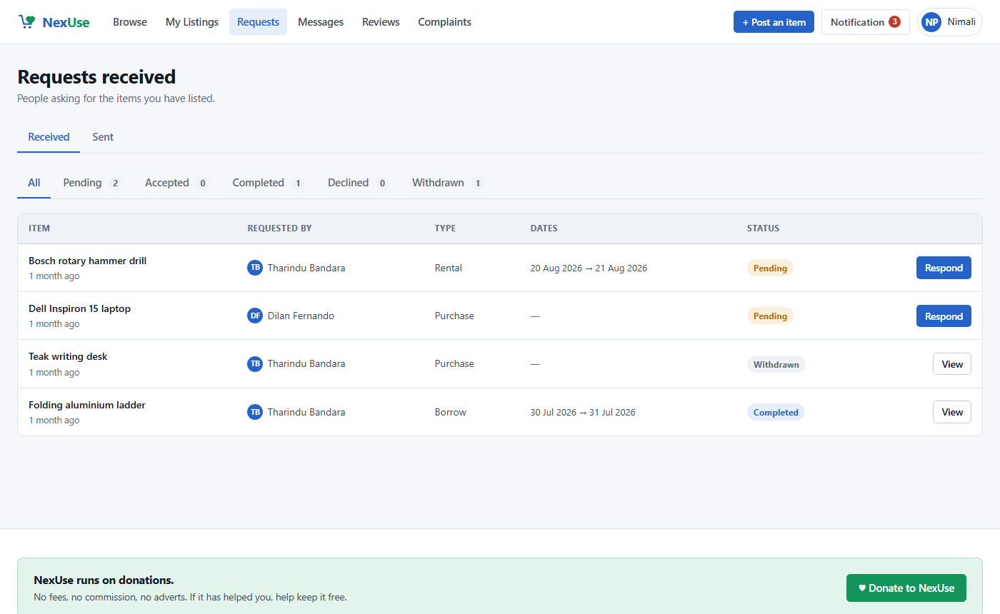 NexUse Browse My Listings Requests Messages Reviews Complaints + Post an item Notification 3 NP Nimali
Requests received
People asking for the items you have listed.
Received Sent
All Pending 2 Accepted 0 Completed 1 Declined 0 Withdrawn 1
ITEM REQUESTED BY TYPE DATES STATUS
Bosch rotary hammer drill
1 month ago
TB Tharindu Bandara Rental 20 Aug 2026 → 21 Aug 2026 Pending Respond
Dell Inspiron 15 laptop
1 month ago
DF Dilan Fernando Purchase — Pending Respond
Teak writing desk
1 month ago
TB Tharindu Bandara Purchase — Withdrawn View
Folding aluminium ladder
1 month ago
TB Tharindu Bandara Borrow 30 Jul 2026 → 31 Jul 2026 Completed View
NexUse runs on donations.
No fees, no commission, no adverts. If it has helped you, help keep it free.
♥ Donate to NexUse